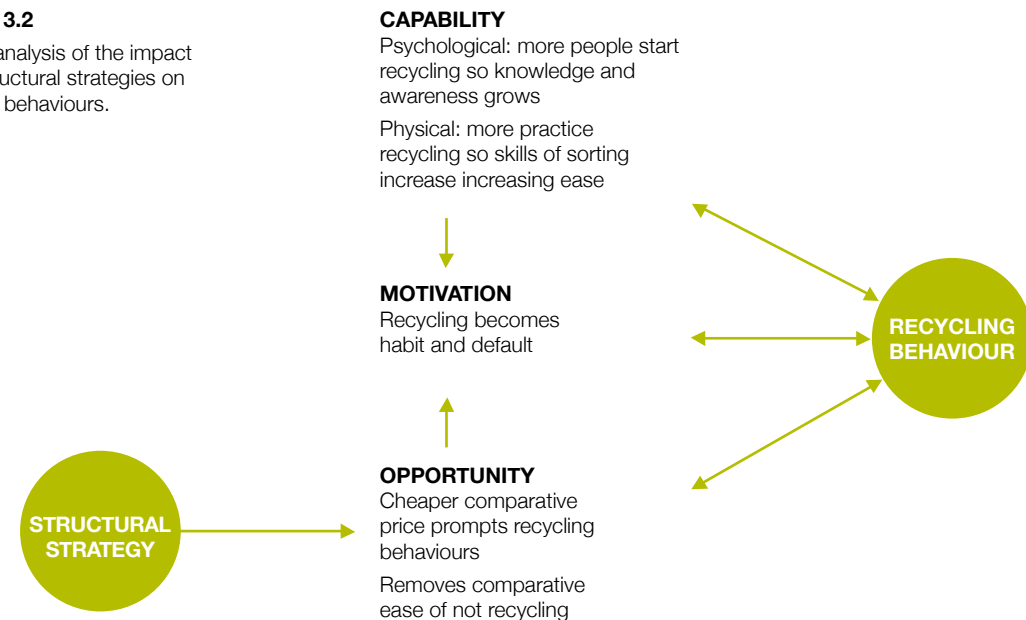 3.2
analysis of the impact
uctural strategies on
behaviours.
CAPABILITY
Psychological: more people start
recycling so knowledge and
awareness grows
Physical: more practice
recycling so skills of sorting
increase increasing ease
MOTIVATION
Recycling becomes
habit and default
OPPORTUNITY
Cheaper comparative
price prompts recycling
behaviours
Removes comparative
ease of not recycling
STRUCTURAL
STRATEGY
RECYCLING
BEHAVIOUR